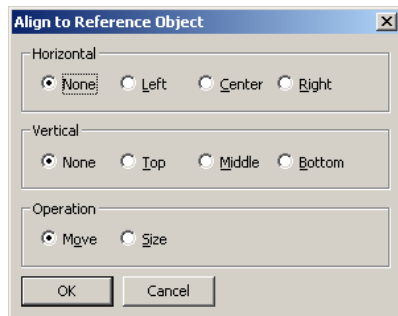 Align to Reference Object
Horizontal
None Left Center Right
Vertical
None Top Middle Bottom
Operation
Move Size
OK Cancel